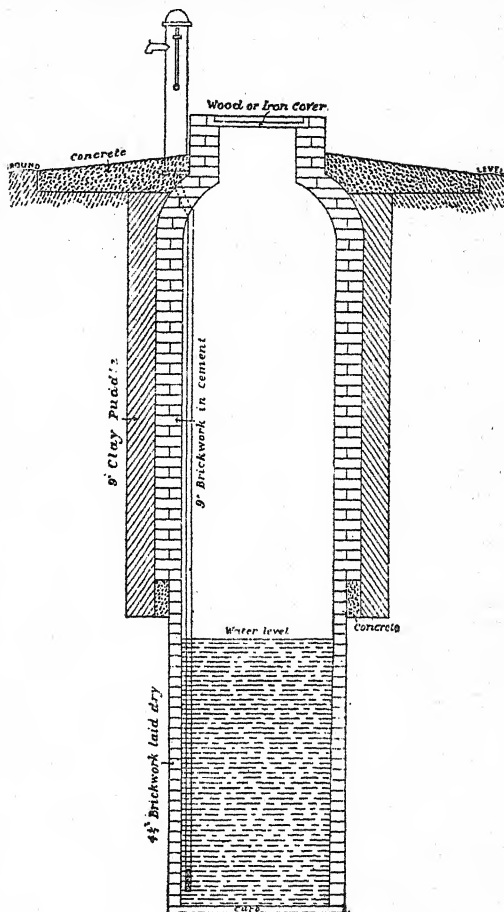 Wood or Iron Cover.
Concrete
ROUND
LEVEL
9" Clay Puddle
9" Brickwork in Cement
Water level
Concrete
4½" Brickwork laid dry
Curb